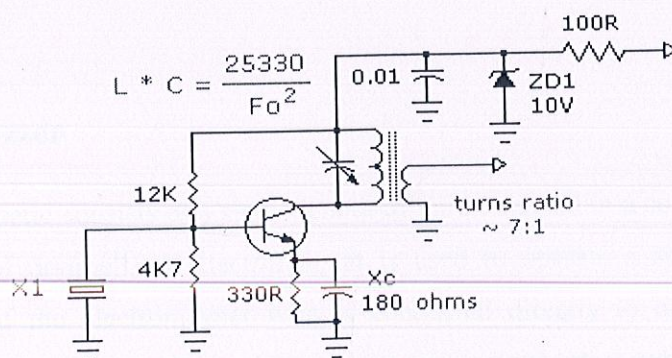 100R
L * C = 25330
Fo²
0.01
ZD1
10V
12K
turns ratio
~ 7:1
4K7
X1
330R
Xc
180 ohms